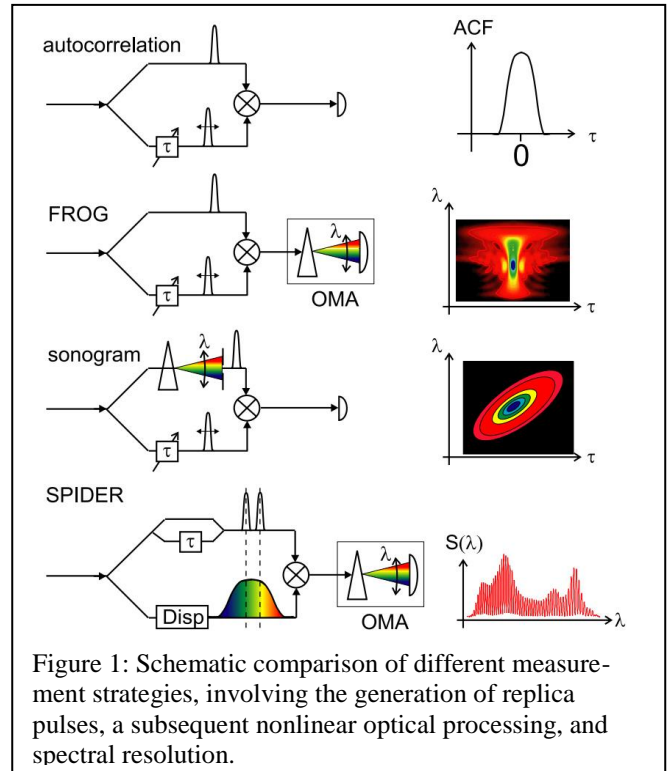 autocorrelation
ACF
τ
τ
0
FROG
λ
λ
τ
OMA
τ
sonogram
λ
λ
τ
τ
SPIDER
τ
λ
S(λ)
Disp
OMA
λ
Figure 1: Schematic comparison of different measure-
ment strategies, involving the generation of replica
pulses, a subsequent nonlinear optical processing, and
spectral resolution.